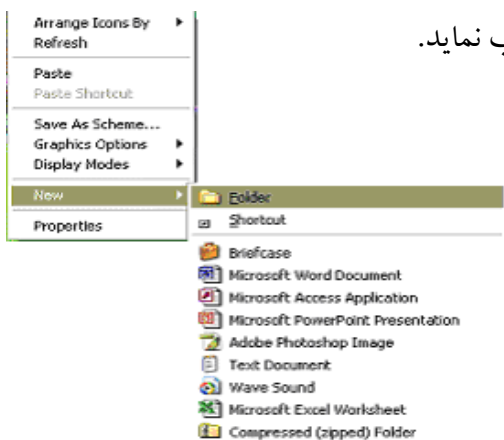 ب نماید.
Arrange Icons By
Refresh
Paste
Paste Shortcut
Save As Scheme...
Graphics Options
Display Modes
New
Properties
Folder
Shortcut
Briefcase
Microsoft Word Document
Microsoft Access Application
Microsoft PowerPoint Presentation
Adobe Photoshop Image
Text Document
Wave Sound
Microsoft Excel Worksheet
Compressed (zipped) Folder